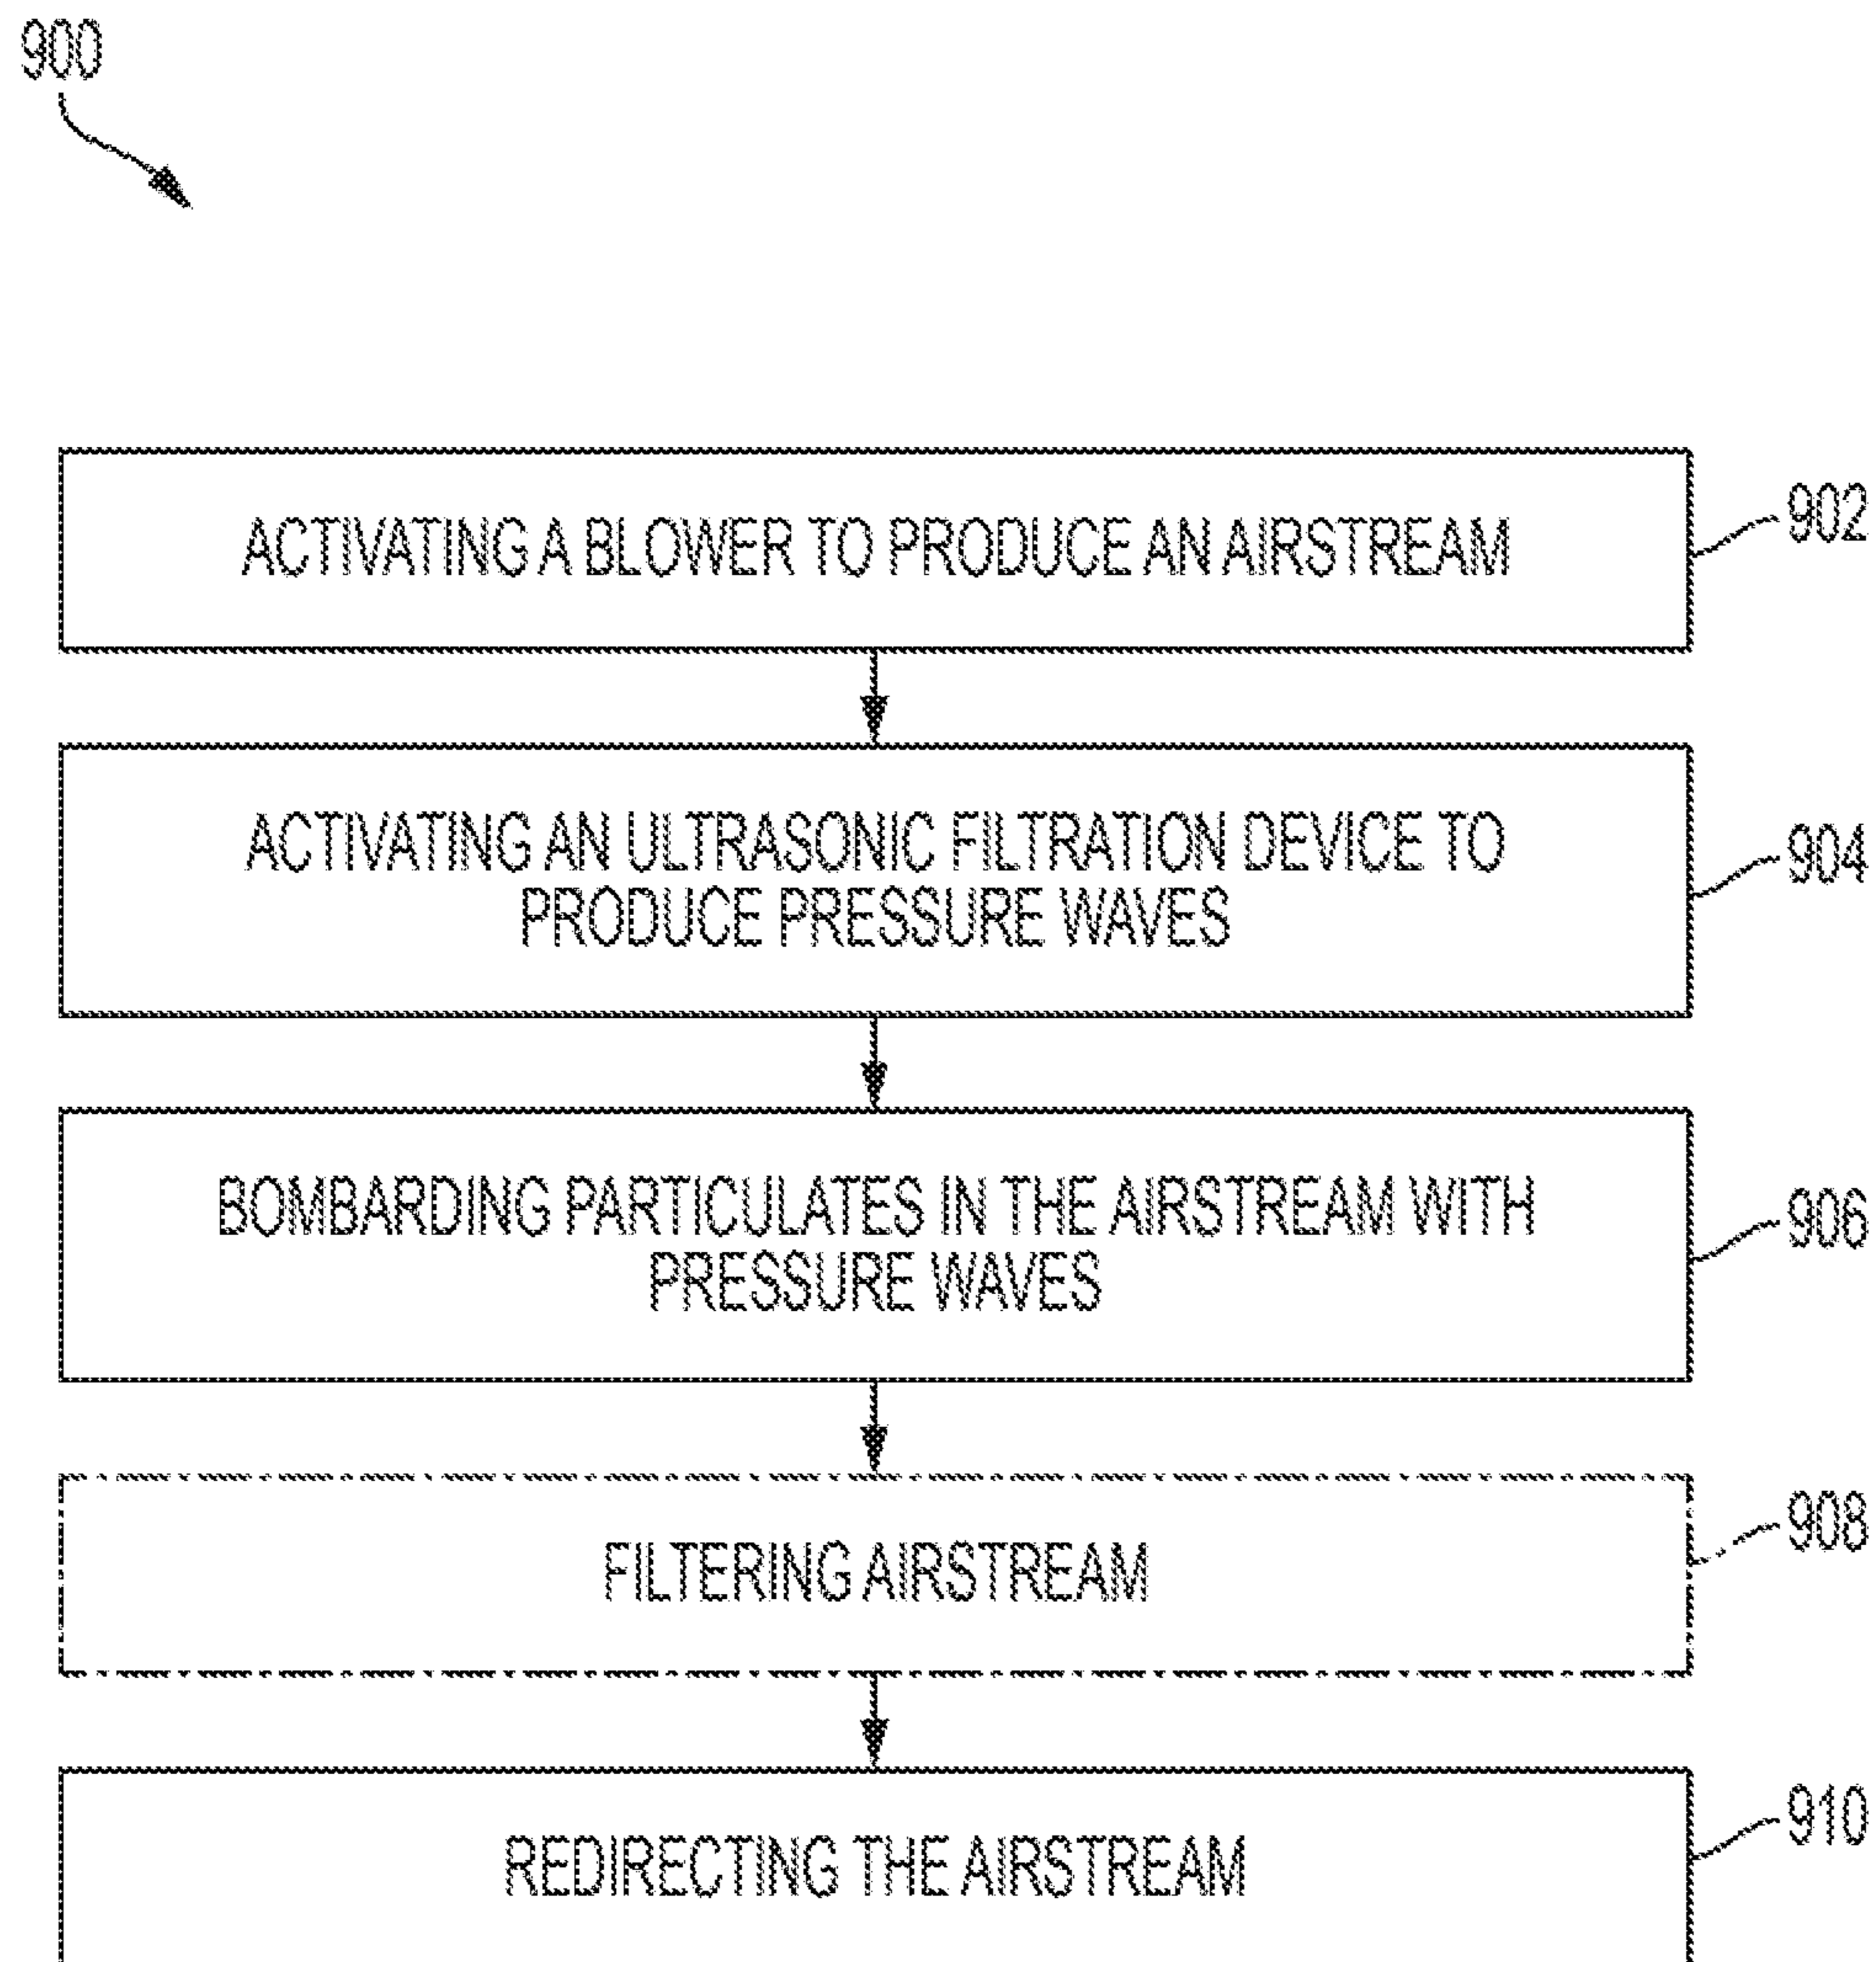 900
ACTIVATING A BLOWER TO PRODUCE AN AIRSTREAM
902
ACTIVATING AN ULTRASONIC FILTRATION DEVICE TO
PRODUCE PRESSURE WAVES
904
BOMBARDING PARTICULATES IN THE AIRSTREAM WITH
PRESSURE WAVES
906
FILTERING AIRSTREAM
908
REDIRECTING THE AIRSTREAM
910